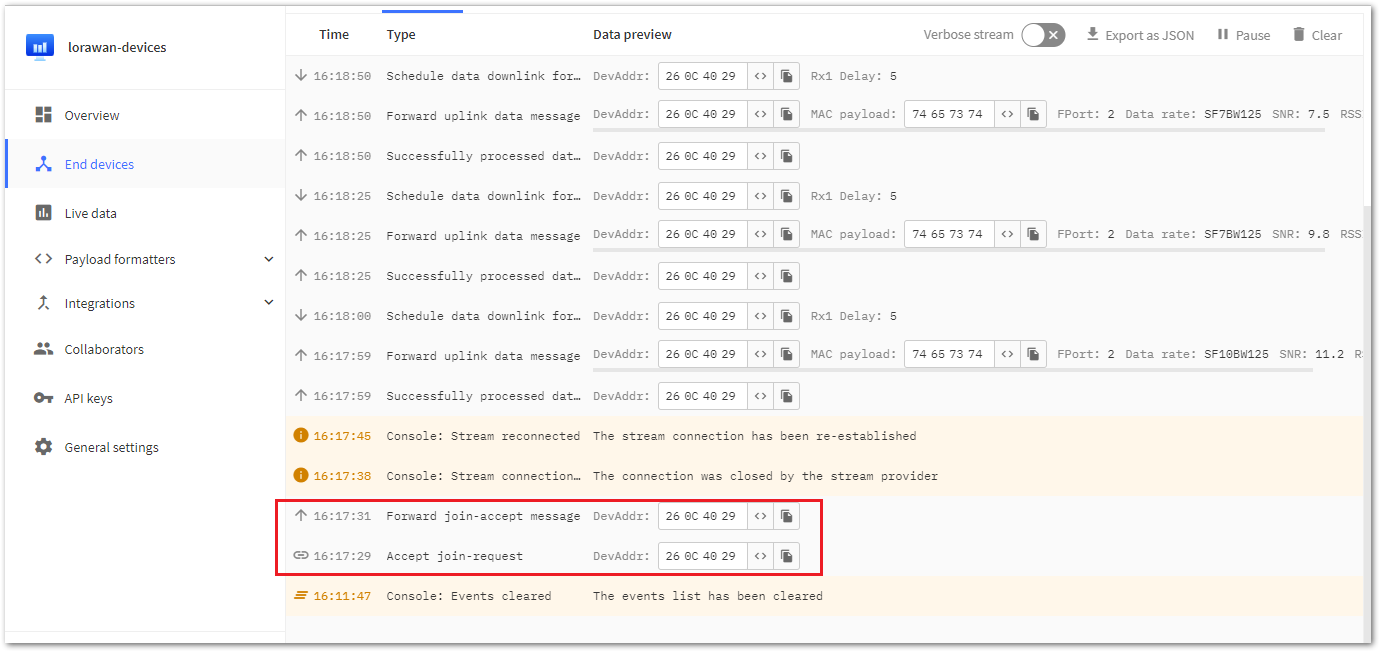 lorawan-devices
Overview
End devices
Live data
Payload formatters
Integrations
Collaborators
API keys
General settings
Time Type Data preview Verbose stream Export as JSON Pause Clear
16:18:50 Schedule data downlink for… DevAddr: 26 0C 40 29 <> Rx1 Delay: 5
16:18:50 Forward uplink data message DevAddr: 26 0C 40 29 <> MAC payload: 74 65 73 74 <> FPort: 2 Data rate: SF7BW125 SNR: 7.5 RSS
16:18:50 Successfully processed dat… DevAddr: 26 0C 40 29 <>
16:18:25 Schedule data downlink for… DevAddr: 26 0C 40 29 <> Rx1 Delay: 5
16:18:25 Forward uplink data message DevAddr: 26 0C 40 29 <> MAC payload: 74 65 73 74 <> FPort: 2 Data rate: SF7BW125 SNR: 9.8 RSS
16:18:25 Successfully processed dat… DevAddr: 26 0C 40 29 <>
16:18:00 Schedule data downlink for… DevAddr: 26 0C 40 29 <> Rx1 Delay: 5
16:17:59 Forward uplink data message DevAddr: 26 0C 40 29 <> MAC payload: 74 65 73 74 <> FPort: 2 Data rate: SF10BW125 SNR: 11.2 R
16:17:59 Successfully processed dat… DevAddr: 26 0C 40 29 <>
16:17:45 Console: Stream reconnected The stream connection has been re-established
16:17:38 Console: Stream connection… The connection was closed by the stream provider
16:17:31 Forward join-accept message DevAddr: 26 0C 40 29 <>
16:17:29 Accept join-request DevAddr: 26 0C 40 29 <>
16:11:47 Console: Events cleared The events list has been cleared